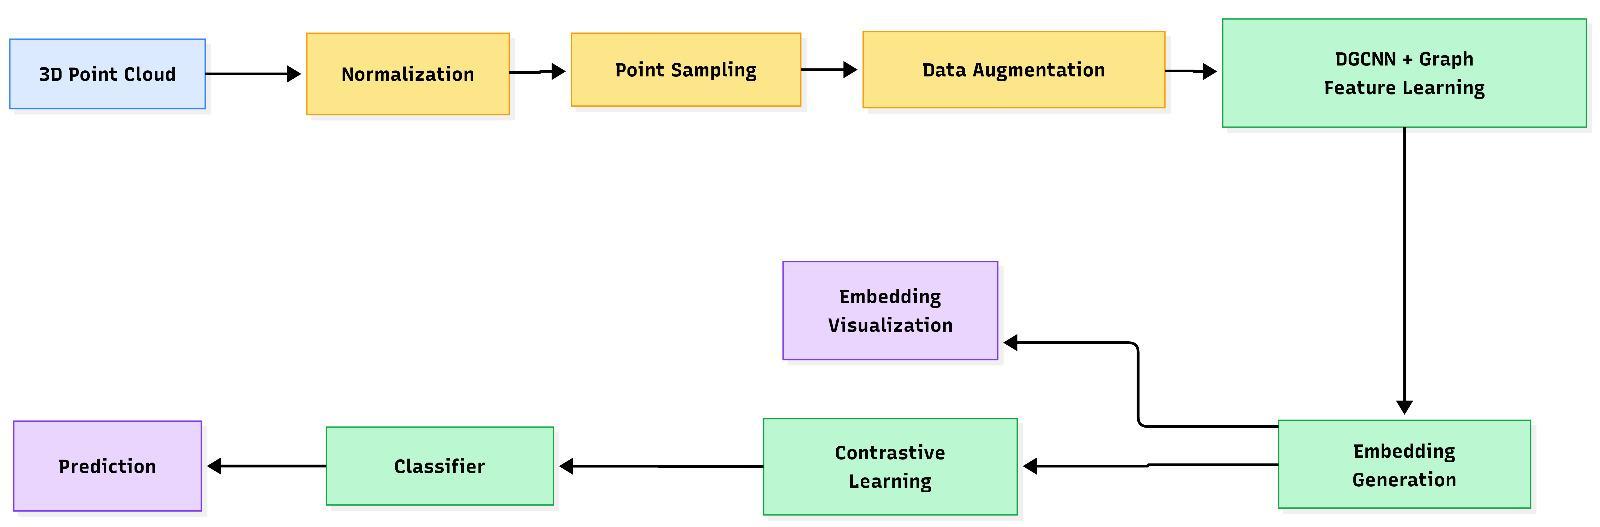 3D Point Cloud
Normalization
Point Sampling
Data Augmentation
DGCNN + Graph
Feature Learning
Embedding
Visualization
Prediction
Classifier
Contrastive
Learning
Embedding
Generation